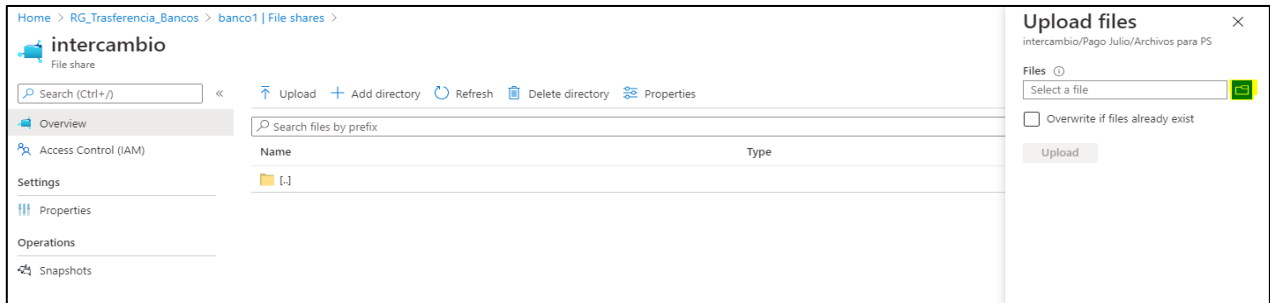 Home > RG_Trasferencia_Bancos > banco1 | File shares >
intercambio
File share
Search (Ctrl+/)
«
Overview
Access Control (IAM)
Settings
Properties
Operations
Snapshots
Upload
Add directory
Refresh
Delete directory
Properties
Search files by prefix
Name
Type
[..]
Upload files
intercambio/Pago Julio/Archivos para PS
Files
Select a file
Overwrite if files already exist
Upload